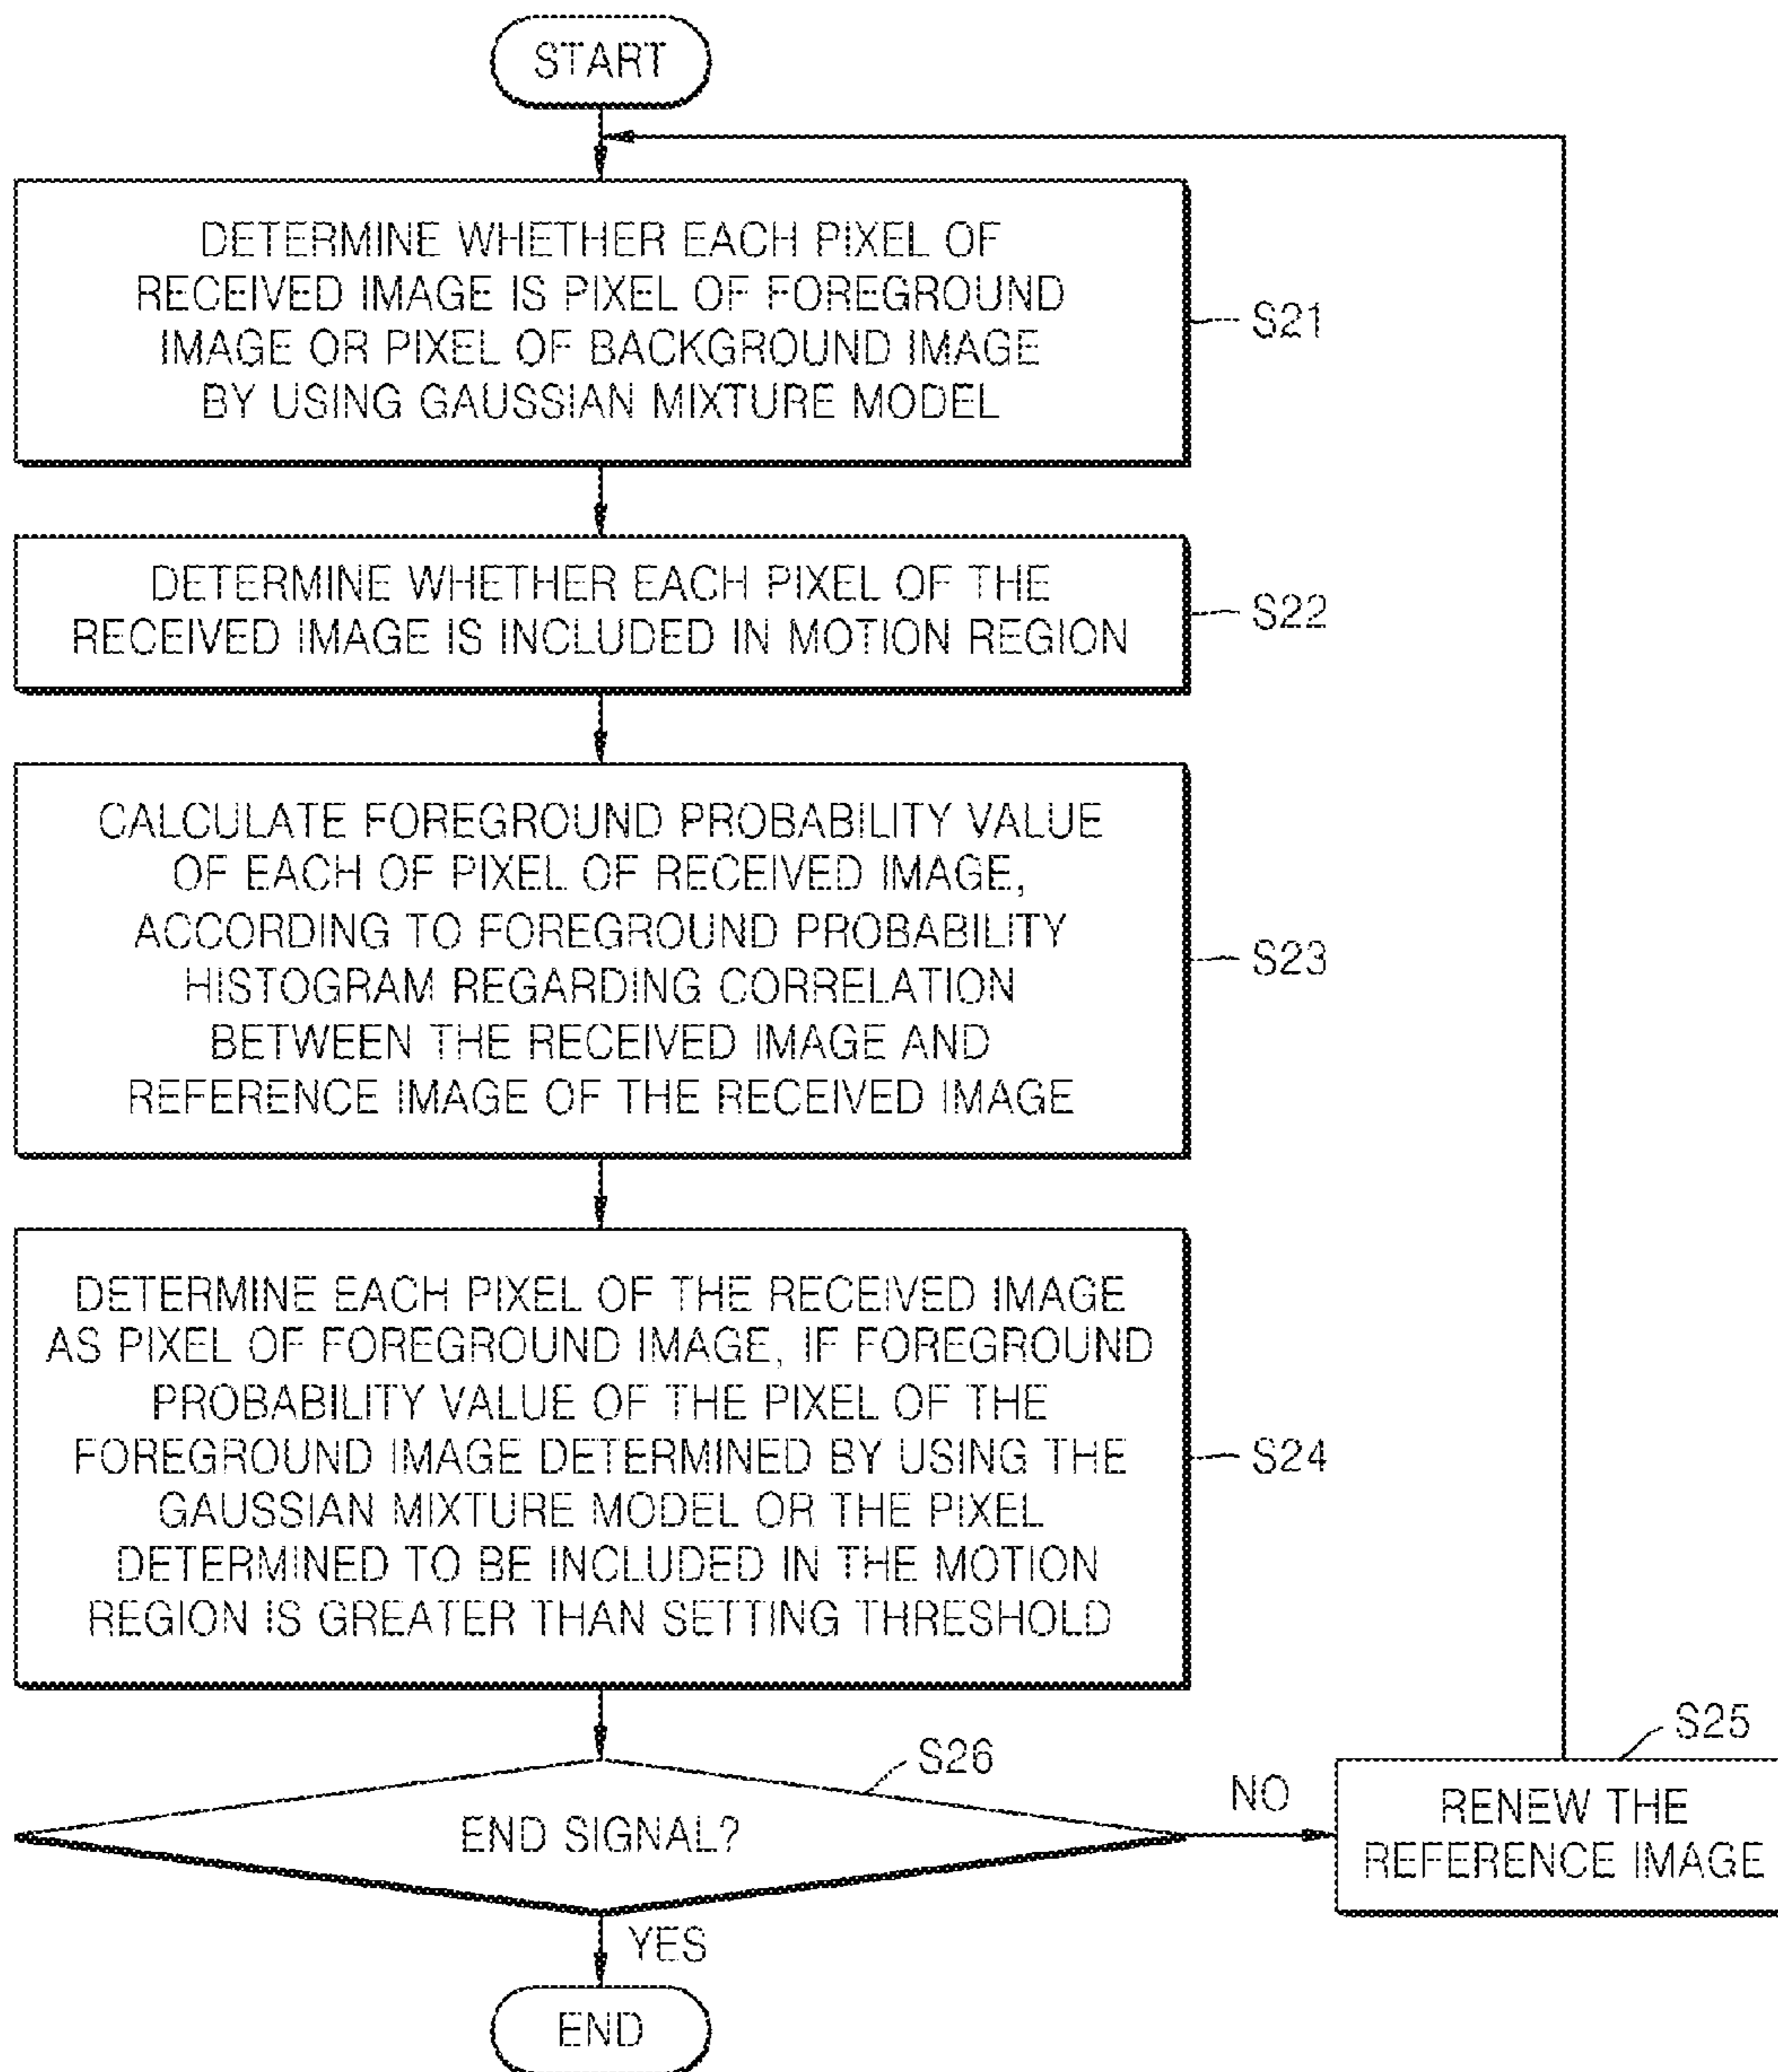 START
DETERMINE WHETHER EACH PIXEL OF
RECEIVED IMAGE IS PIXEL OF FOREGROUND
IMAGE OR PIXEL OF BACKGROUND IMAGE
BY USING GAUSSIAN MIXTURE MODEL
S21
DETERMINE WHETHER EACH PIXEL OF THE
RECEIVED IMAGE IS INCLUDED IN MOTION REGION
S22
CALCULATE FOREGROUND PROBABILITY VALUE
OF EACH OF PIXEL OF RECEIVED IMAGE,
ACCORDING TO FOREGROUND PROBABILITY
HISTOGRAM REGARDING CORRELATION
BETWEEN THE RECEIVED IMAGE AND
REFERENCE IMAGE OF THE RECEIVED IMAGE
S23
DETERMINE EACH PIXEL OF THE RECEIVED IMAGE
AS PIXEL OF FOREGROUND IMAGE, IF FOREGROUND
PROBABILITY VALUE OF THE PIXEL OF THE
FOREGROUND IMAGE DETERMINED BY USING THE
GAUSSIAN MIXTURE MODEL OR THE PIXEL
DETERMINED TO BE INCLUDED IN THE MOTION
REGION IS GREATER THAN SETTING THRESHOLD
S24
S26
END SIGNAL?
NO
S25
RENEW THE
REFERENCE IMAGE
YES
END